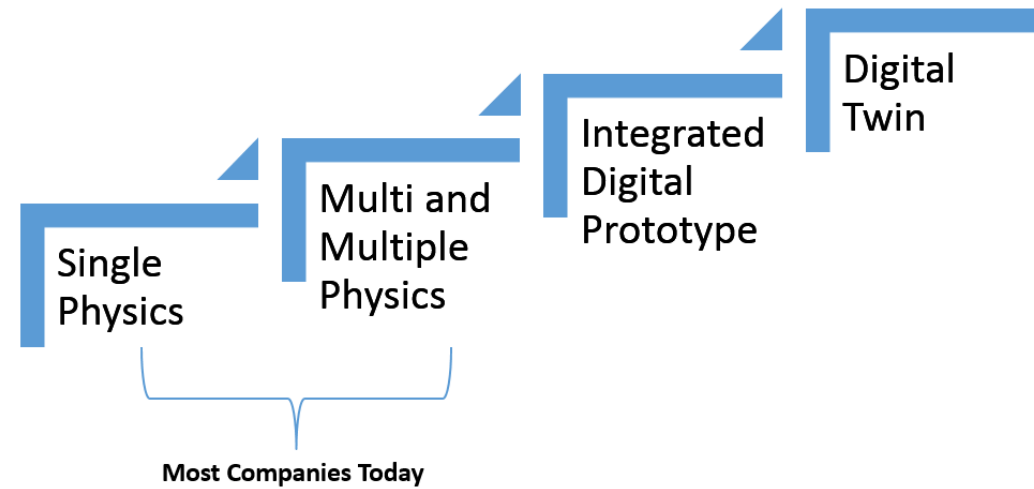 Single
Physics
Multi and
Multiple
Physics
Integrated
Digital
Prototype
Digital
Twin
Most Companies Today